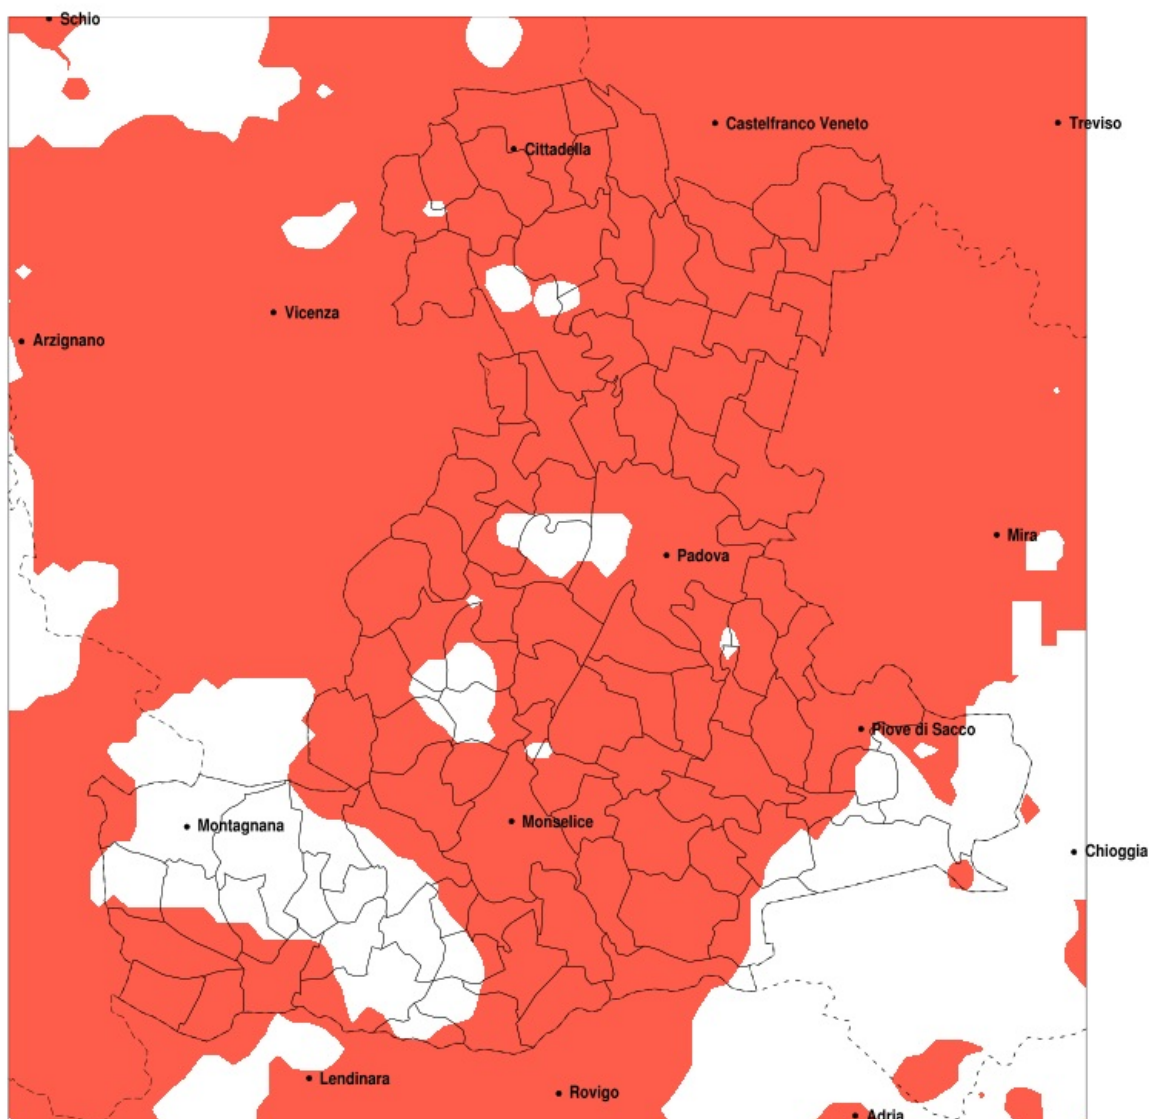 Schio
Castelfranco Veneto
Treviso
Cittadella
Vicenza
Arzignano
Mira
Padova
Piove di Sacco
Montagnana
Monselice
Chioggia
Lendinara
Rovigo
Adria